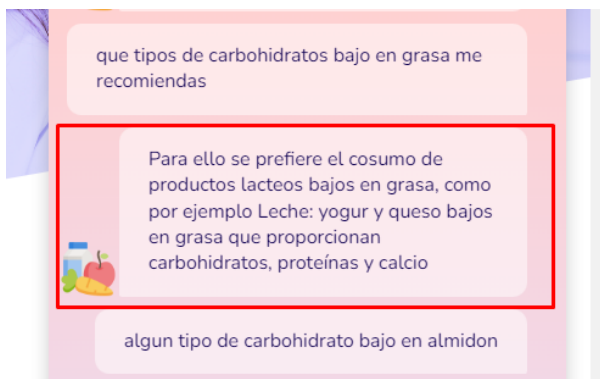 que tipos de carbohidratos bajo en grasa me
recomiendas
Para ello se prefiere el cosumo de
productos lacteos bajos en grasa, como
por ejemplo Leche: yogur y queso bajos
en grasa que proporcionan
carbohidratos, proteínas y calcio
algun tipo de carbohidrato bajo en almidon